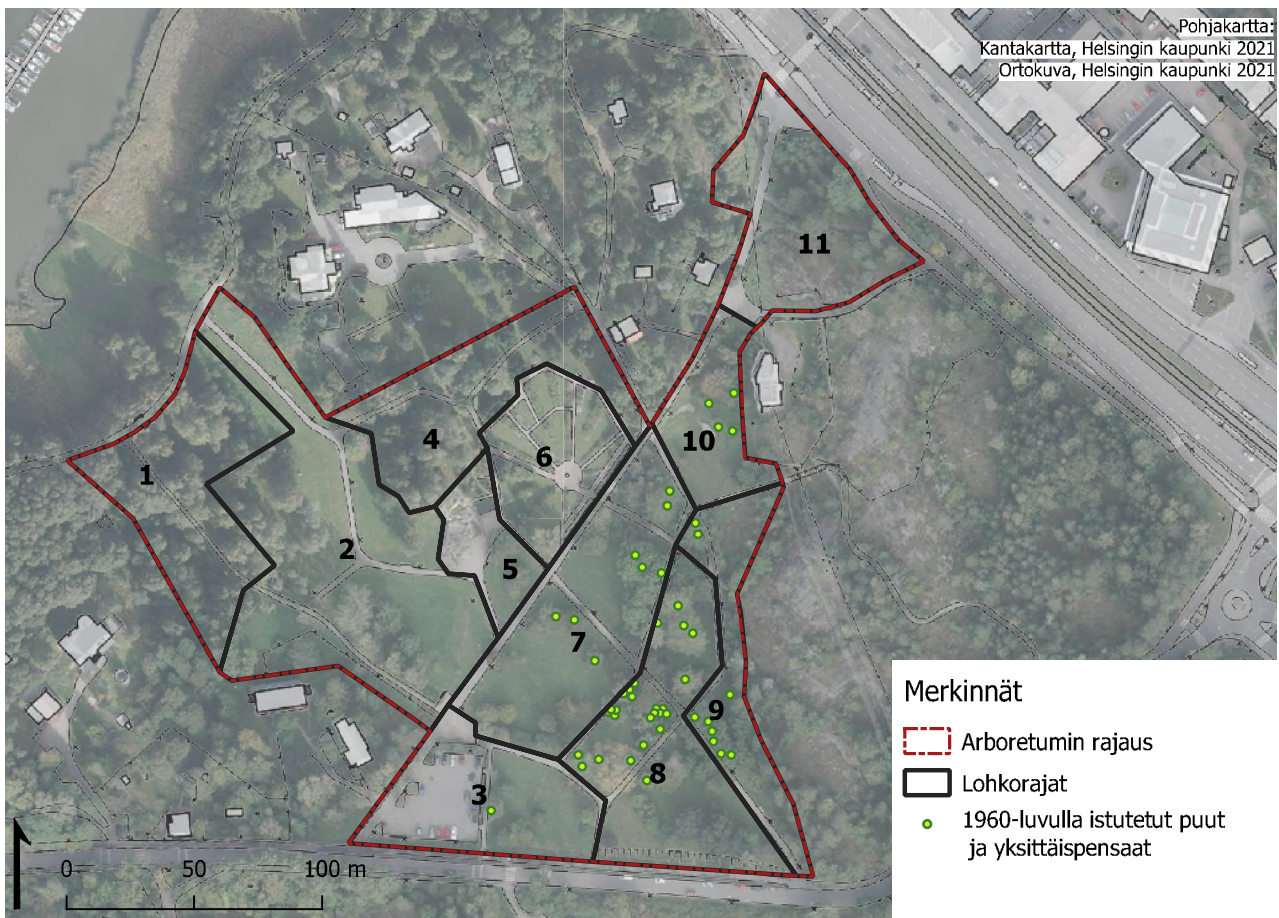 Pohjakartta:
Kantakartta, Helsingin kaupunki 2021
Ortokuva, Helsingin kaupunki 2021
11
10
4
6
1
2
5
7
9
8
3
0 50 100 m
Merkinnät
Arboretumin rajaus
Lohkorajat
1960-luvulla istutetut puut
ja yksittäispensaat